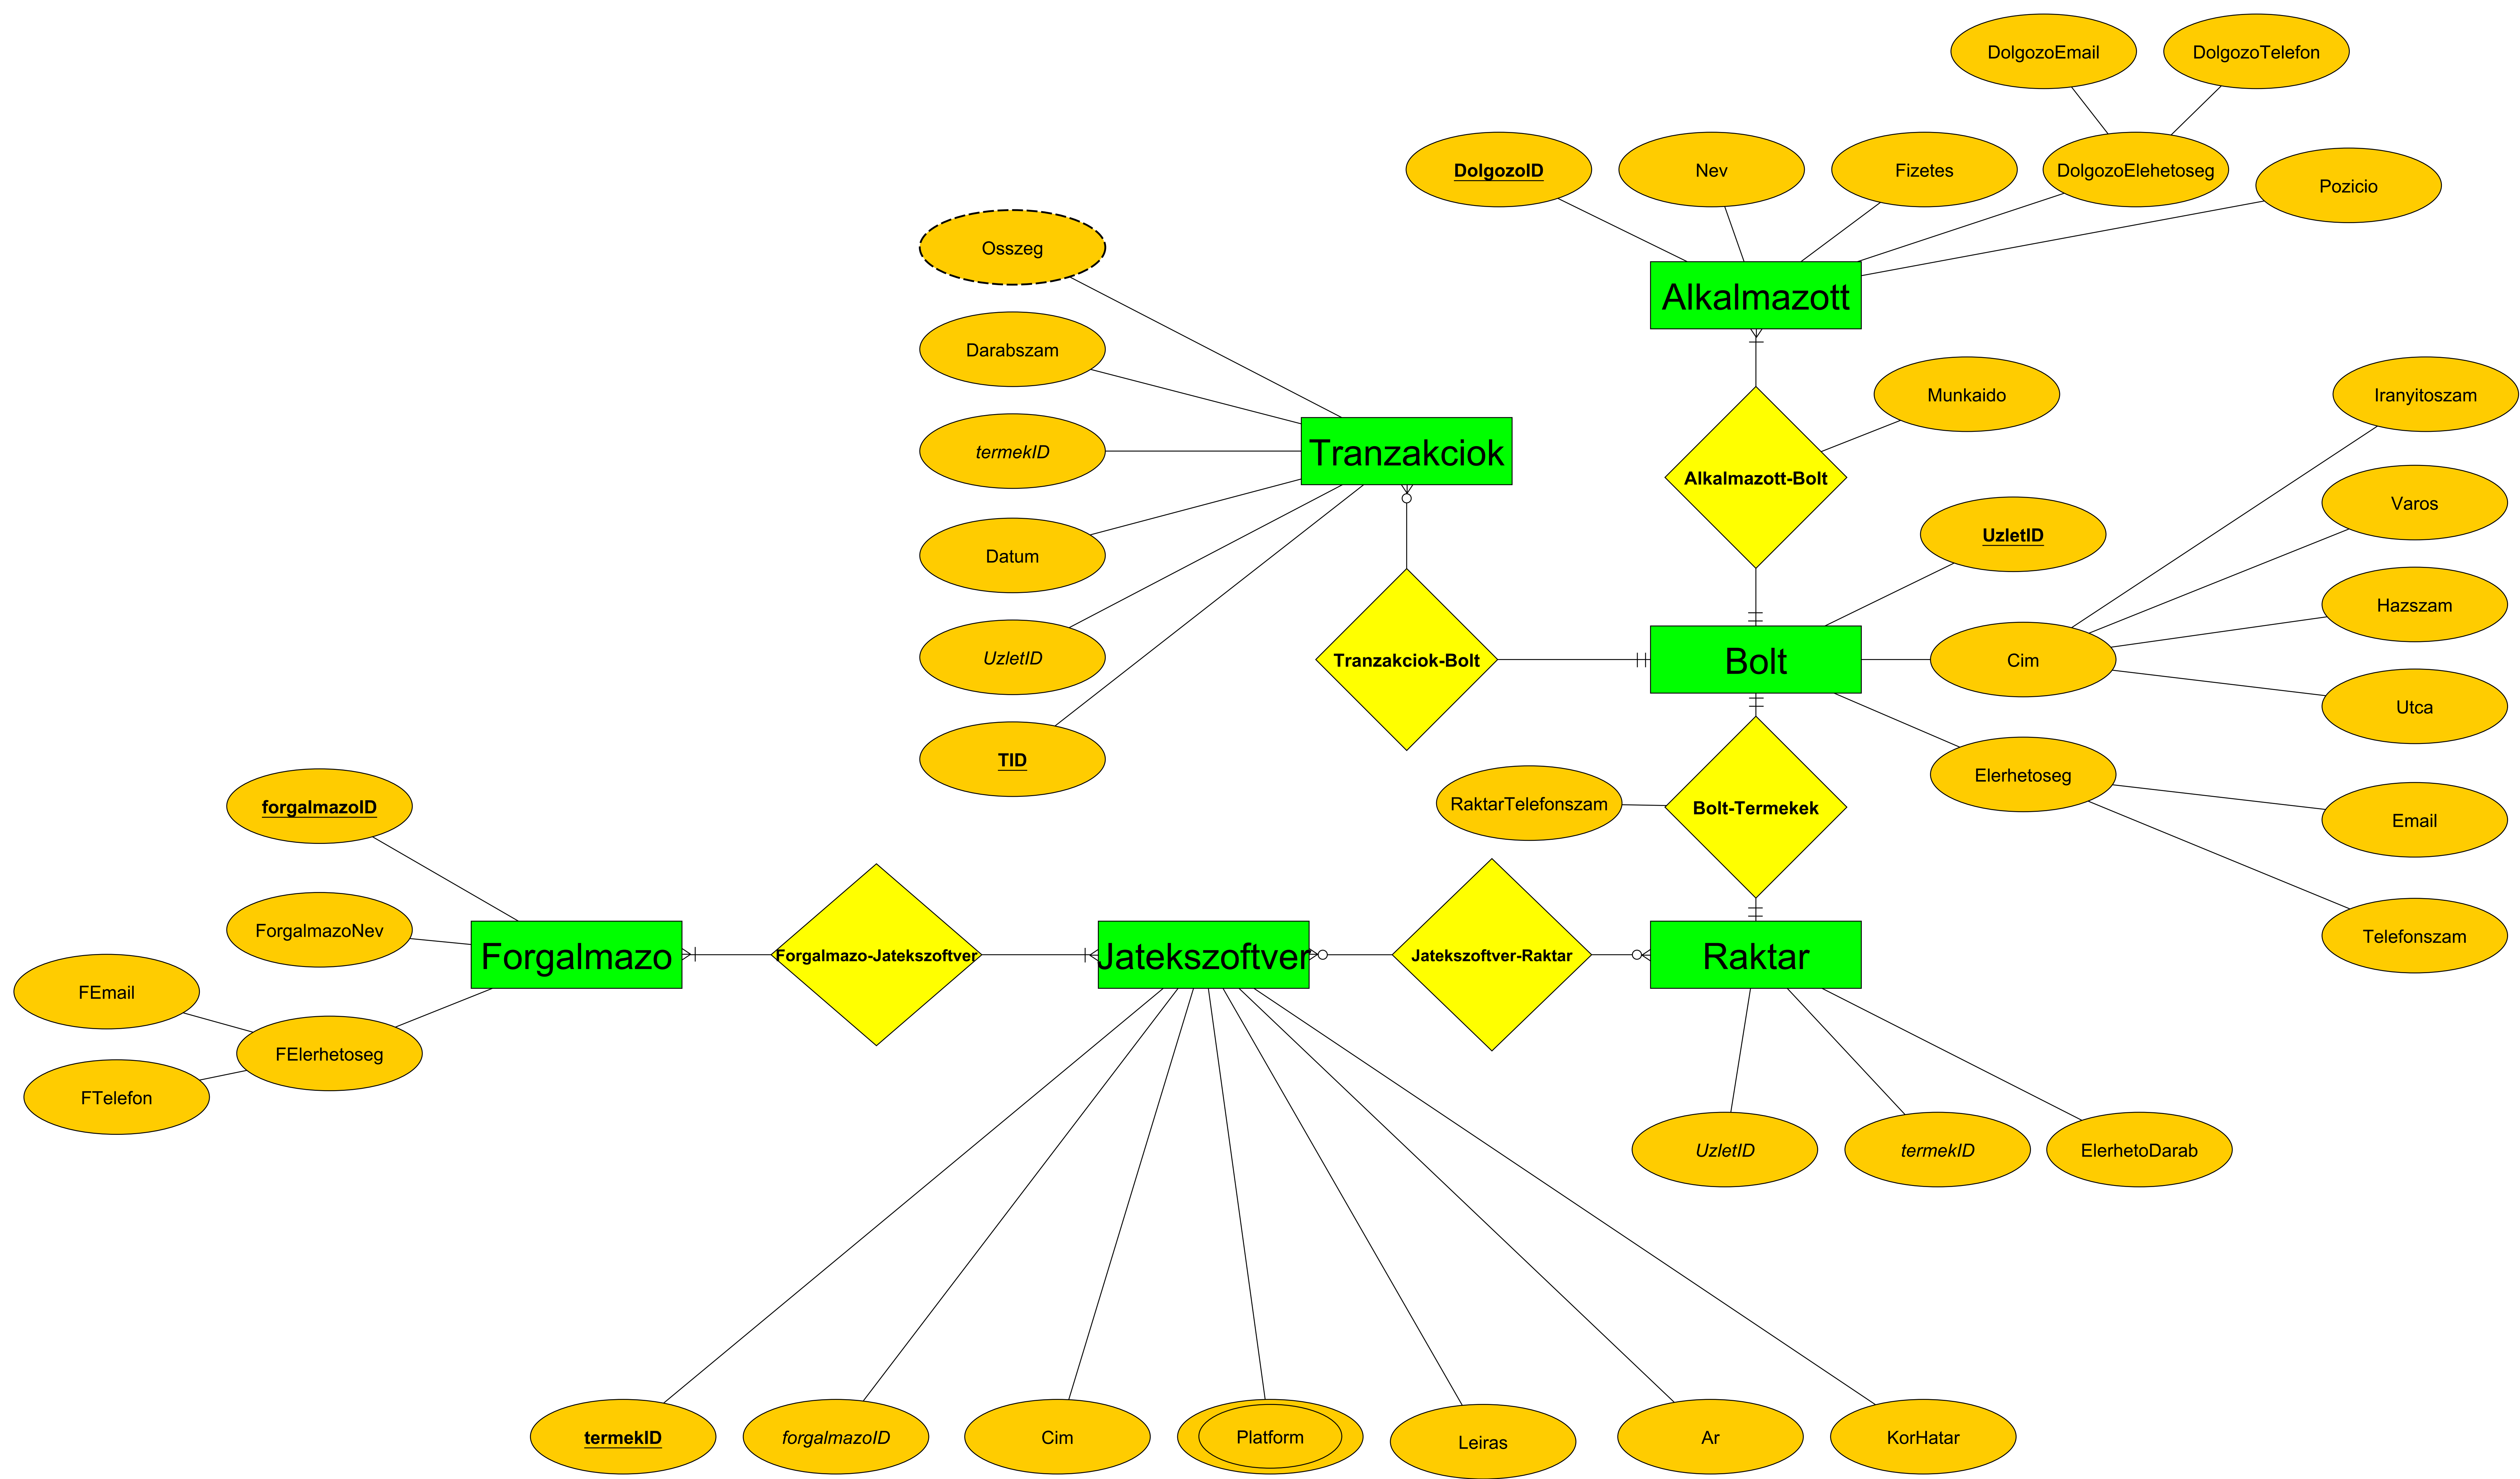 DolgozoEmail
DolgozoTelefon
DolgozoID
Nev
Fizetes
DolgozoElehetoseg
Pozicio
Osszeg
Alkalmazott
Darabszam
Munkaido
Iranyitoszam
termekID
Tranzakciok
Alkalmazott-Bolt
Varos
UzletID
Datum
Hazszam
UzletID
Tranzakciok-Bolt
Bolt
Cim
Utca
TID
Elerhetoseg
forgalmazoID
RaktarTelefonszam
Bolt-Termekek
Email
ForgalmazoNev
Telefonszam
Forgalmazo
Forgalmazo-Jatekszoftver
Jatekszoftver
Jatekszoftver-Raktar
Raktar
FEmail
FElerhetoseg
FTelefon
UzletID
termekID
ElerhetoDarab
termekID
forgalmazoID
Cim
Platform
Leiras
Ar
KorHatar